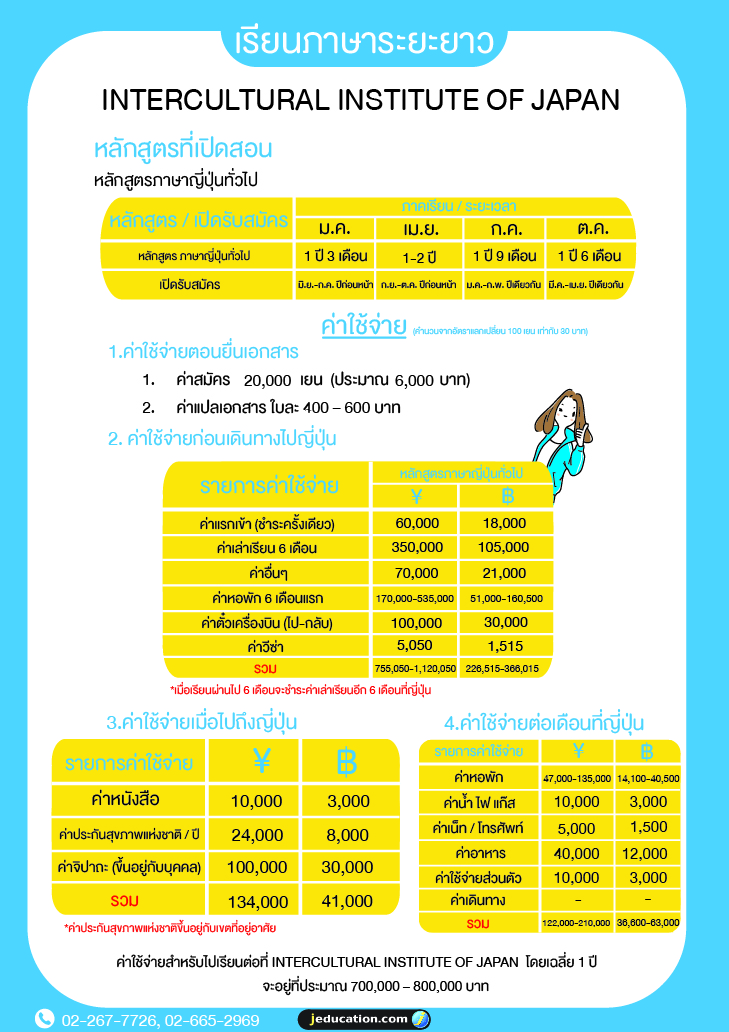 เรียนภาษาระยะยาว
INTERCULTURAL INSTITUTE OF JAPAN
หลักสูตรที่เปิดสอน
หลักสูตรภาษาญี่ปุ่นทั่วไป
หลักสูตร / เปิดรับสมัคร ภาคเรียน / ระยะเวลา
ม.ค. เม.ย. ก.ค. ต.ค.
หลักสูตร ภาษาญี่ปุ่นทั่วไป 1 ปี 3 เดือน 1-2 ปี 1 ปี 9 เดือน 1 ปี 6 เดือน
เปิดรับสมัคร มิ.ย.-ก.ค. ปีก่อนหน้า ก.ย.-ต.ค. ปีก่อนหน้า ม.ค.-ก.พ. ปีเดียวกัน มี.ค.-เม.ย. ปีเดียวกัน
ค่าใช้จ่าย (คำนวนจากอัตราแลกเปลี่ยน 100 เยน เท่ากับ 30 บาท)
1.ค่าใช้จ่ายตอนยื่นเอกสาร
1. ค่าสมัคร 20,000 เยน (ประมาณ 6,000 บาท)
2. ค่าแปลเอกสาร ใบละ 400 – 600 บาท
2. ค่าใช้จ่ายก่อนเดินทางไปญี่ปุ่น
รายการค่าใช้จ่าย หลักสูตรภาษาญี่ปุ่นทั่วไป
¥ ฿
ค่าแรกเข้า (ชำระครั้งเดียว) 60,000 18,000
ค่าเล่าเรียน 6 เดือน 350,000 105,000
ค่าอื่นๆ 70,000 21,000
ค่าหอพัก 6 เดือนแรก 170,000-535,000 51,000-160,500
ค่าตั๋วเครื่องบิน (ไป-กลับ) 100,000 30,000
ค่าวีซ่า 5,050 1,515
รวม 755,050-1,120,050 226,515-366,015
*เมื่อเรียนผ่านไป 6 เดือนจะชำระค่าเล่าเรียนอีก 6 เดือนที่ญี่ปุ่น
3.ค่าใช้จ่ายเมื่อไปถึงญี่ปุ่น
รายการค่าใช้จ่าย ¥ ฿
ค่าหนังสือ 10,000 3,000
ค่าประกันสุขภาพแห่งชาติ / ปี 24,000 8,000
ค่าจิปาถะ (ขึ้นอยู่กับบุคคล) 100,000 30,000
รวม 134,000 41,000
*ค่าประกันสุขภาพแห่งชาติขึ้นอยู่กับเขตที่อยู่อาศัย
4.ค่าใช้จ่ายต่อเดือนที่ญี่ปุ่น
รายการค่าใช้จ่าย ¥ ฿
ค่าหอพัก 47,000-135,000 14,100-40,500
ค่าน้ำ ไฟ แก๊ส 10,000 3,000
ค่าเน็ท / โทรศัพท์ 5,000 1,500
ค่าอาหาร 40,000 12,000
ค่าใช้จ่ายส่วนตัว 10,000 3,000
ค่าเดินทาง - -
รวม 122,000-210,000 36,600-63,000
ค่าใช้จ่ายสำหรับไปเรียนต่อที่ INTERCULTURAL INSTITUTE OF JAPAN โดยเฉลี่ย 1 ปี
จะอยู่ที่ประมาณ 700,000 – 800,000 บาท
02-267-7726, 02-665-2969 jeducation.com